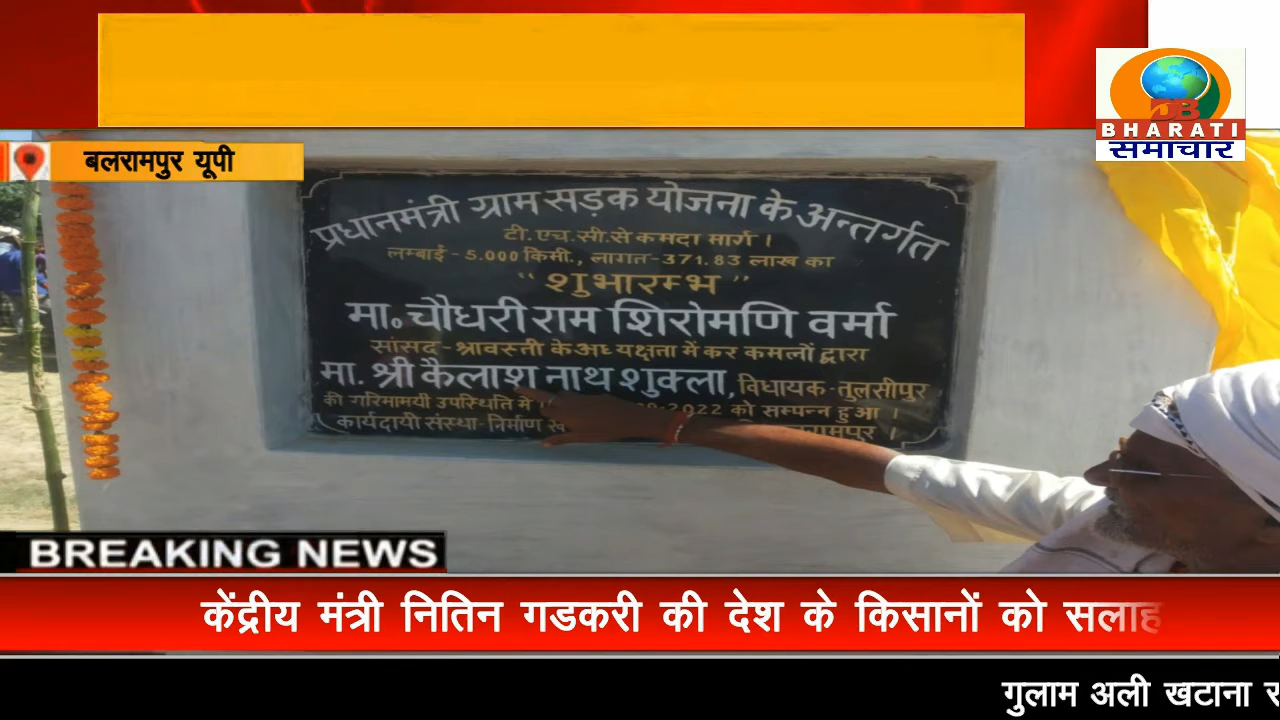 BHARATI
समाचार
बलरामपुर यूपी
प्रधानमंत्री ग्राम सड़क योजना के अन्तर्गत
टी.एच.सी.से कमदा मार्ग।
लम्बाई - 5.000 किमी., लागत-371.83 लाख का
"शुभारम्भ"
मा॰ चौधरी राम शिरोमणि वर्मा
सांसद - श्रावस्ती के अध्यक्षता में कर कमलों द्वारा
मा. श्री कैलाश नाथ शुक्ला, विधायक-तुलसीपुर
की गरिमामयी उपस्थिति में 2022 को सम्पन्न हुआ।
कार्यदायी संस्था-निर्माण
BREAKING NEWS
केंद्रीय मंत्री नितिन गडकरी की देश के किसानों को सलाह
गुलाम अली खटाना